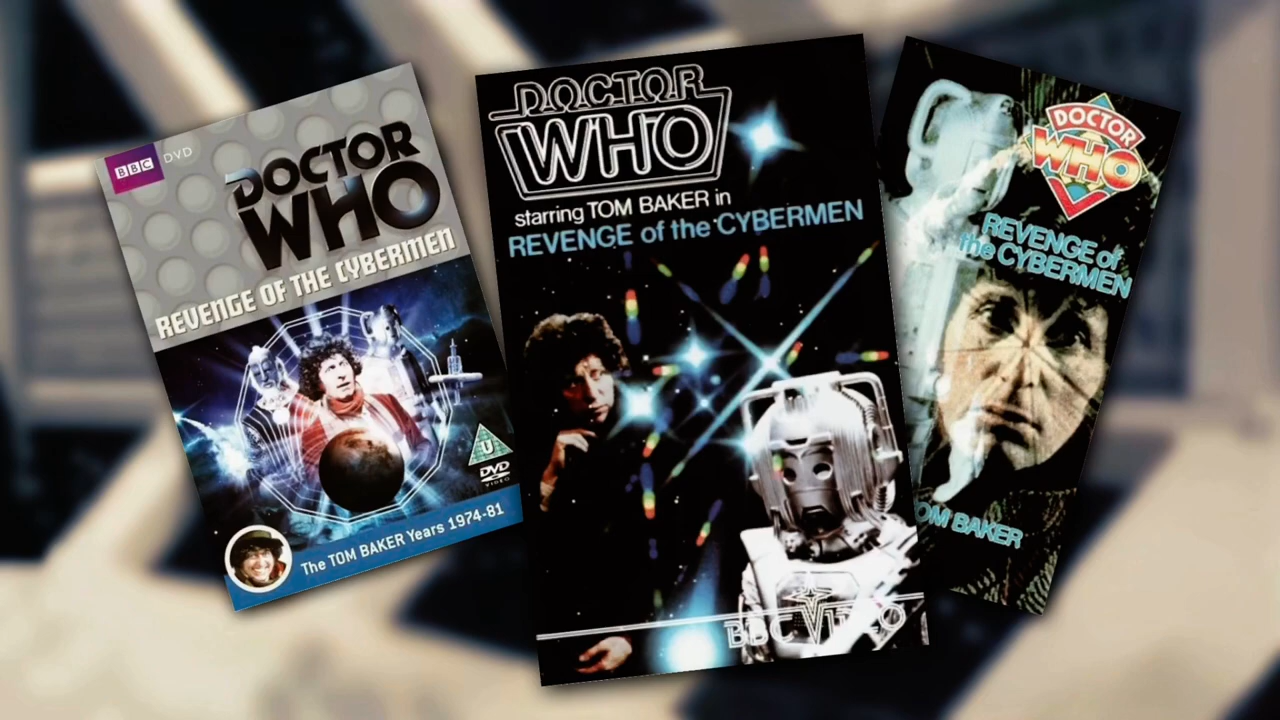 BBC DVD
DOCTOR
WHO
REVENGE OF THE CYBERMEN
U
DVD
VIDEO
The TOM BAKER Years 1974-81
DOCTOR
WHO
starring TOM BAKER in
REVENGE of the CYBERMEN
BBC VIDEO
DOCTOR
WHO
REVENGE of
the CYBERMEN
TOM BAKER